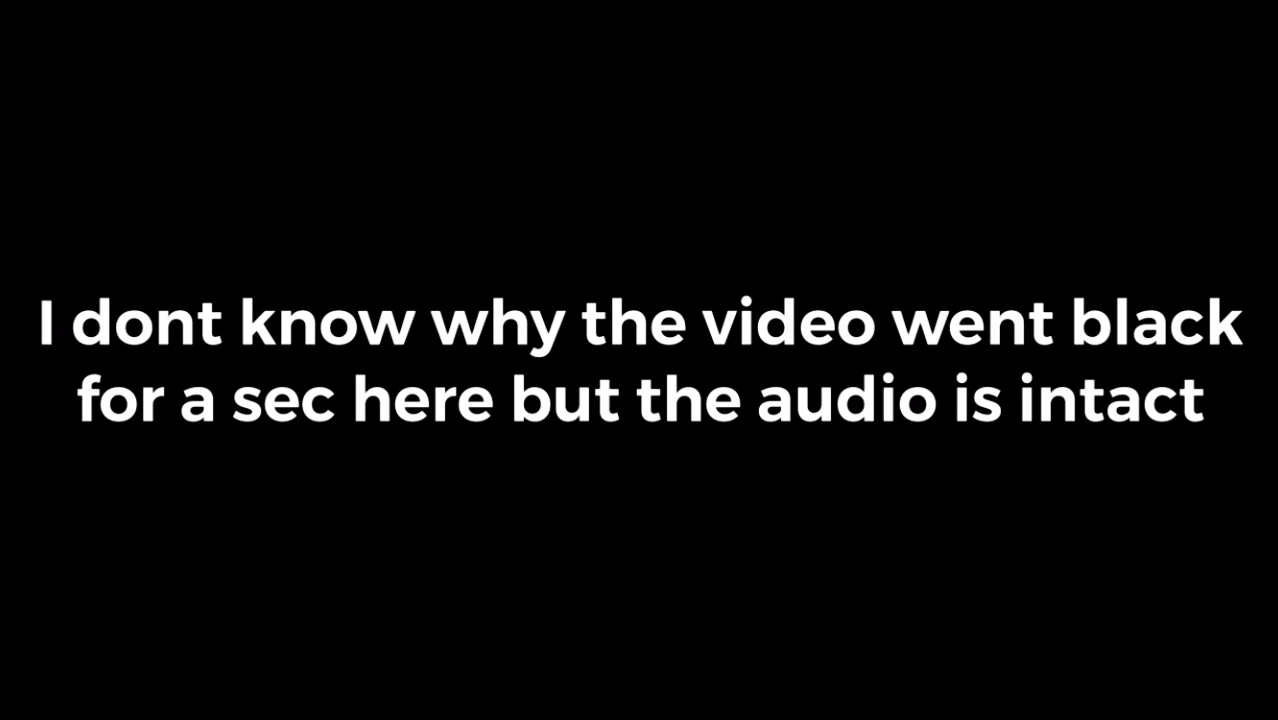 I dont know why the video went black
for a sec here but the audio is intact